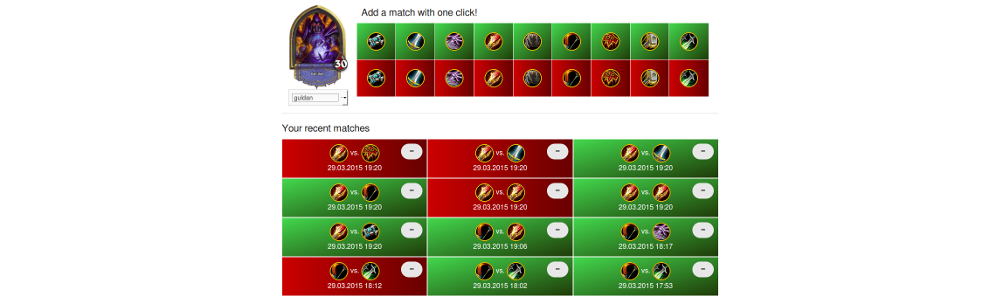 Add a match with one click!
30
guldan
Your recent matches
vs. - vs. - vs. -
29.03.2015 19:20 29.03.2015 19:20 29.03.2015 19:20
vs. - vs. - vs. -
29.03.2015 19:20 29.03.2015 19:20 29.03.2015 19:20
vs. - vs. - vs. -
29.03.2015 19:20 29.03.2015 19:06 29.03.2015 18:17
vs. - vs. - vs. -
29.03.2015 18:12 29.03.2015 18:02 29.03.2015 17:53